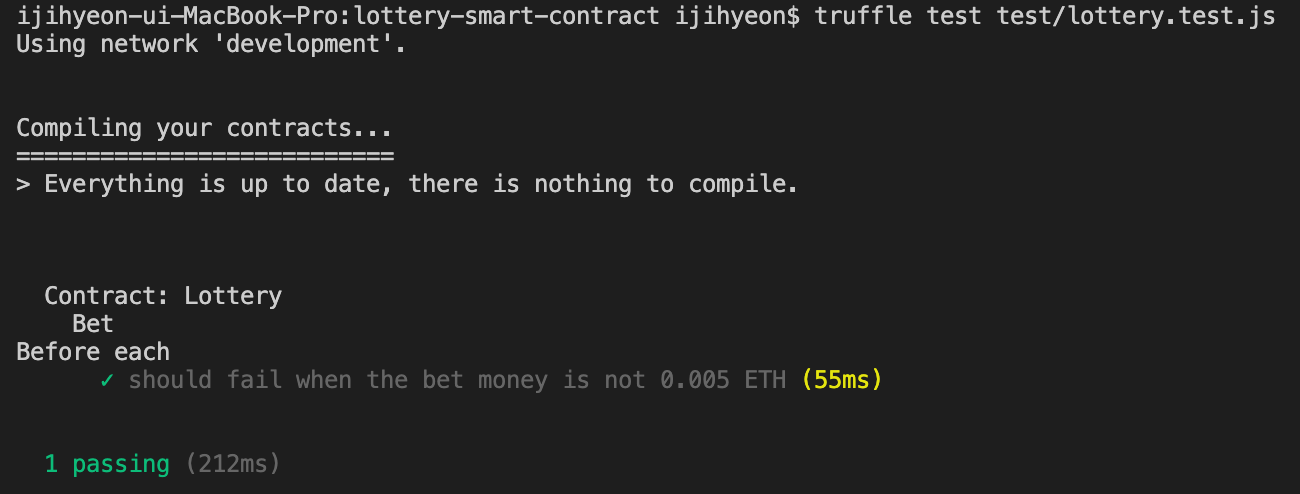 ijihyeon-ui-MacBook-Pro:lottery-smart-contract ijihyeon$ truffle test test/lottery.test.js
Using network 'development'.
Compiling your contracts...
===========================
> Everything is up to date, there is nothing to compile.
Contract: Lottery
Bet
Before each
✓ should fail when the bet money is not 0.005 ETH (55ms)
1 passing (212ms)